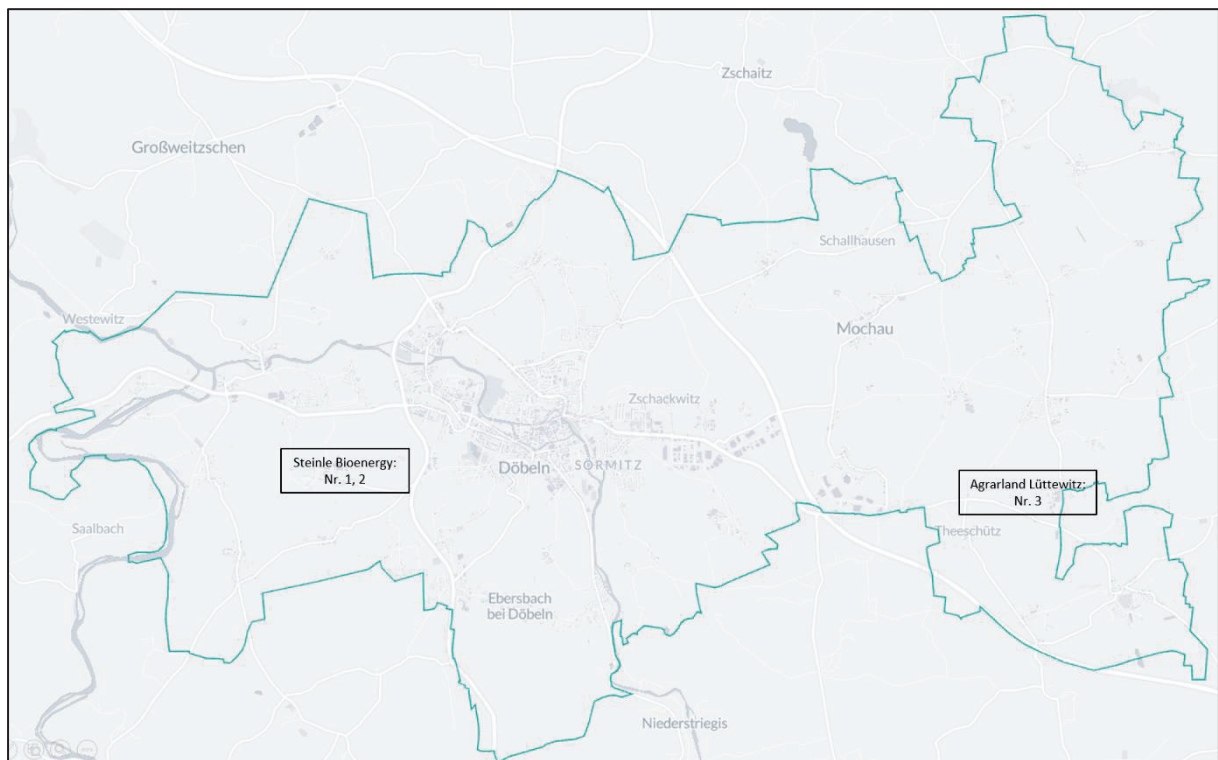 Zschaitz
Großweitzschen
Schallhausen
Westewitz
Mochau
Zschackwitz
Steinle Bioenergy:
Nr. 1, 2
Döbeln
SÖRMITZ
Agrarland Lüttewitz:
Nr. 3
Saalbach
Theeschütz
Ebersbach
bei Döbeln
Niederstriegis